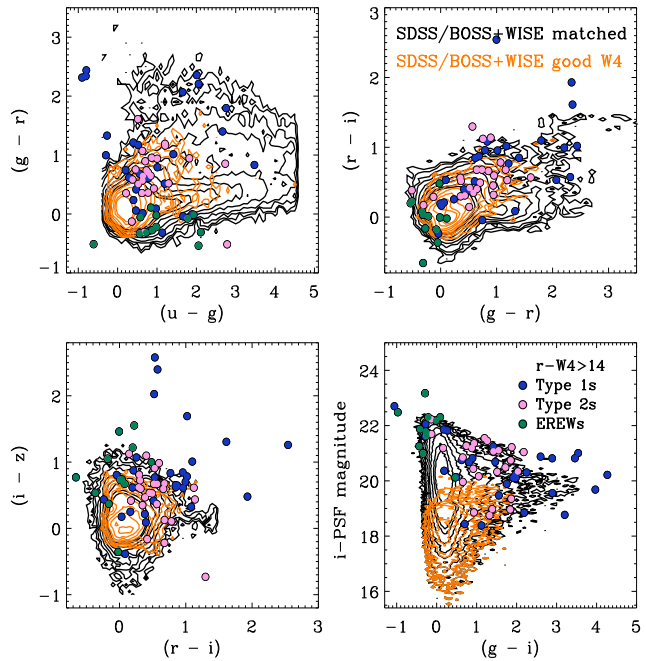 3
2
1
0
−1
(g − r)
−1 0 1 2 3 4 5
(u − g)
SDSS/BOSS+WISE matched
SDSS/BOSS+WISE good W4
3
2
1
0
(r − i)
−1 0 1 2 3 4
(g − r)
3
2
1
0
−1
(i − z)
0 1 2 3
(r − i)
24
22
20
18
16
i−PSF magnitude
r−W4>14
Type 1s
Type 2s
EREWs
−1 0 1 2 3 4
(g − i)